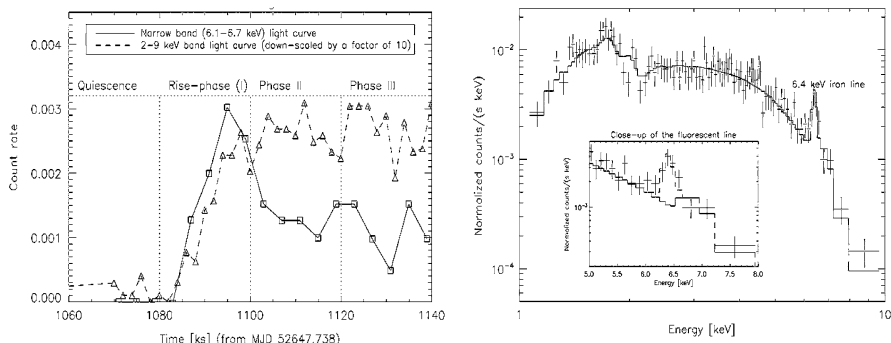 Narrow band (6.1-6.7 keV) light curve
2-9 keV band light curve (down-scaled by a factor of 10)
Quiescence Rise-phase (I) Phase II Phase III
0.004
0.003
0.002
0.001
0.000
Count rate
1060 1080 1100 1120 1140
Time [ks] (from MJD 52647.738)
10⁻²
10⁻³
10⁻⁴
Normalized counts/(s keV)
6.4 keV iron line
Close-up of the fluorescent line
Normalized counts/(s keV)
10⁻³
5.0 5.5 6.0 6.5 7.0 7.5 8.0
Energy [keV]
1 10
Energy [keV]